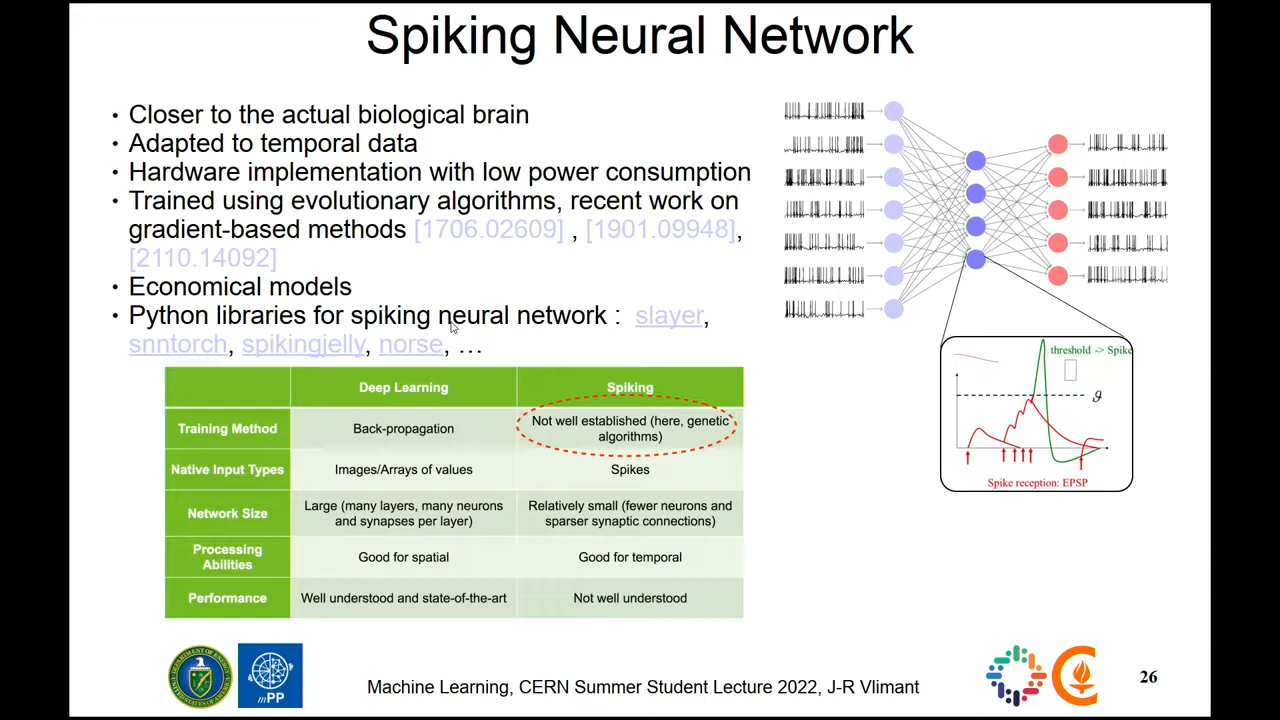 Spiking Neural Network
• Closer to the actual biological brain
• Adapted to temporal data
• Hardware implementation with low power consumption
• Trained using evolutionary algorithms, recent work on
gradient-based methods [1706.02609] , [1901.09948],
[2110.14092]
• Economical models
• Python libraries for spiking neural network : slayer,
snntorch, spikingjelly, norse, …
Deep Learning Spiking
Training Method Back-propagation Not well established (here, genetic
algorithms)
Native Input Types Images/Arrays of values Spikes
Network Size Large (many layers, many neurons
and synapses per layer) Relatively small (fewer neurons and
sparser synaptic connections)
Processing
Abilities Good for spatial Good for temporal
Performance Well understood and state-of-the-art Not well understood
threshold -> Spike
ϑ
Spike reception: EPSP
mPP
Machine Learning, CERN Summer Student Lecture 2022, J-R Vlimant
26